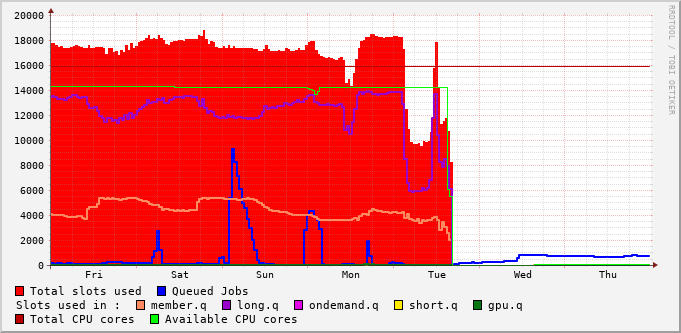 20000
18000
16000
14000
12000
10000
8000
6000
4000
2000
0
Fri Sat Sun Mon Tue Wed Thu
RRDTOOL / TOBI OETIKER
Total slots used Queued Jobs
Slots used in : member.q long.q ondemand.q short.q gpu.q
Total CPU cores Available CPU cores